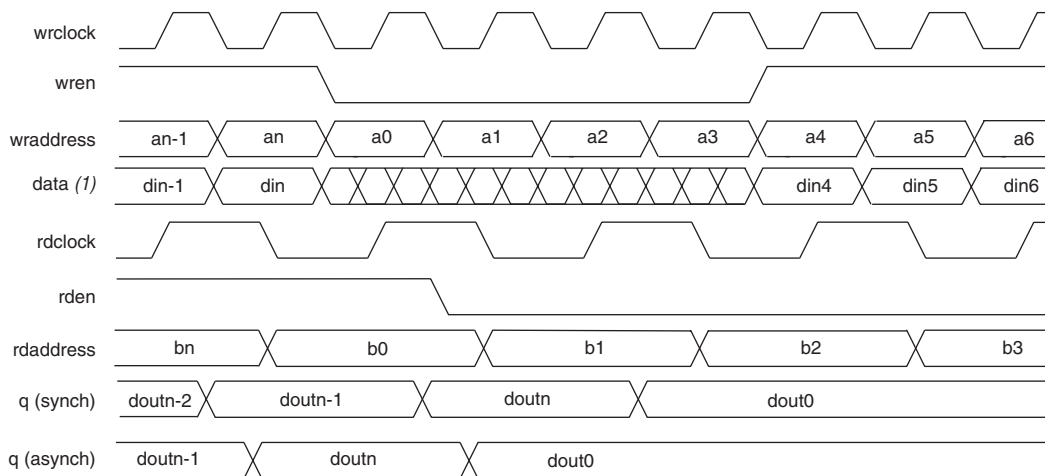 wrclock
wren
wraddress an-1 an a0 a1 a2 a3 a4 a5 a6
data (1) din-1 din din4 din5 din6
rdclock
rden
rdaddress bn b0 b1 b2 b3
q (synch) doutn-2 doutn-1 doutn dout0
q (asynch) doutn-1 doutn dout0